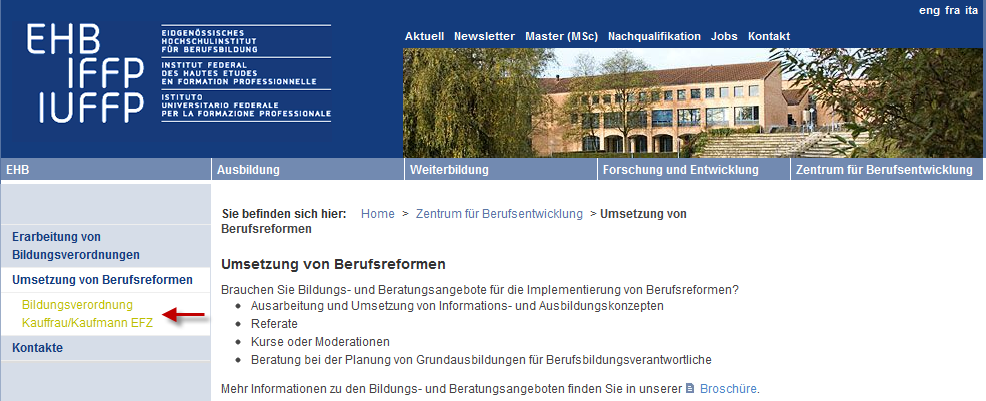 eng fra ita
EHB
IFFP
IUFFP
EIDGENÖSSISCHES
HOCHSCHULINSTITUT
FÜR BERUFSBILDUNG
INSTITUT FEDERAL
DES HAUTES ETUDES
EN FORMATION PROFESSIONNELLE
ISTITUTO
UNIVERSITARIO FEDERALE
PER LA FORMAZIONE PROFESSIONALE
Aktuell Newsletter Master (MSc) Nachqualifikation Jobs Kontakt
EHB Ausbildung Weiterbildung Forschung und Entwicklung Zentrum für Berufsentwicklung
Erarbeitung von
Bildungsverordnungen
Umsetzung von Berufsreformen
Bildungsverordnung
Kauffrau/Kaufmann EFZ
Kontakte
Sie befinden sich hier: Home > Zentrum für Berufsentwicklung > Umsetzung von
Berufsreformen
Umsetzung von Berufsreformen
Brauchen Sie Bildungs- und Beratungsangebote für die Implementierung von Berufsreformen?
• Ausarbeitung und Umsetzung von Informations- und Ausbildungskonzepten
• Referate
• Kurse oder Moderationen
• Beratung bei der Planung von Grundausbildungen für Berufsbildungsverantwortliche
Mehr Informationen zu den Bildungs- und Beratungsangeboten finden Sie in unserer Broschüre.